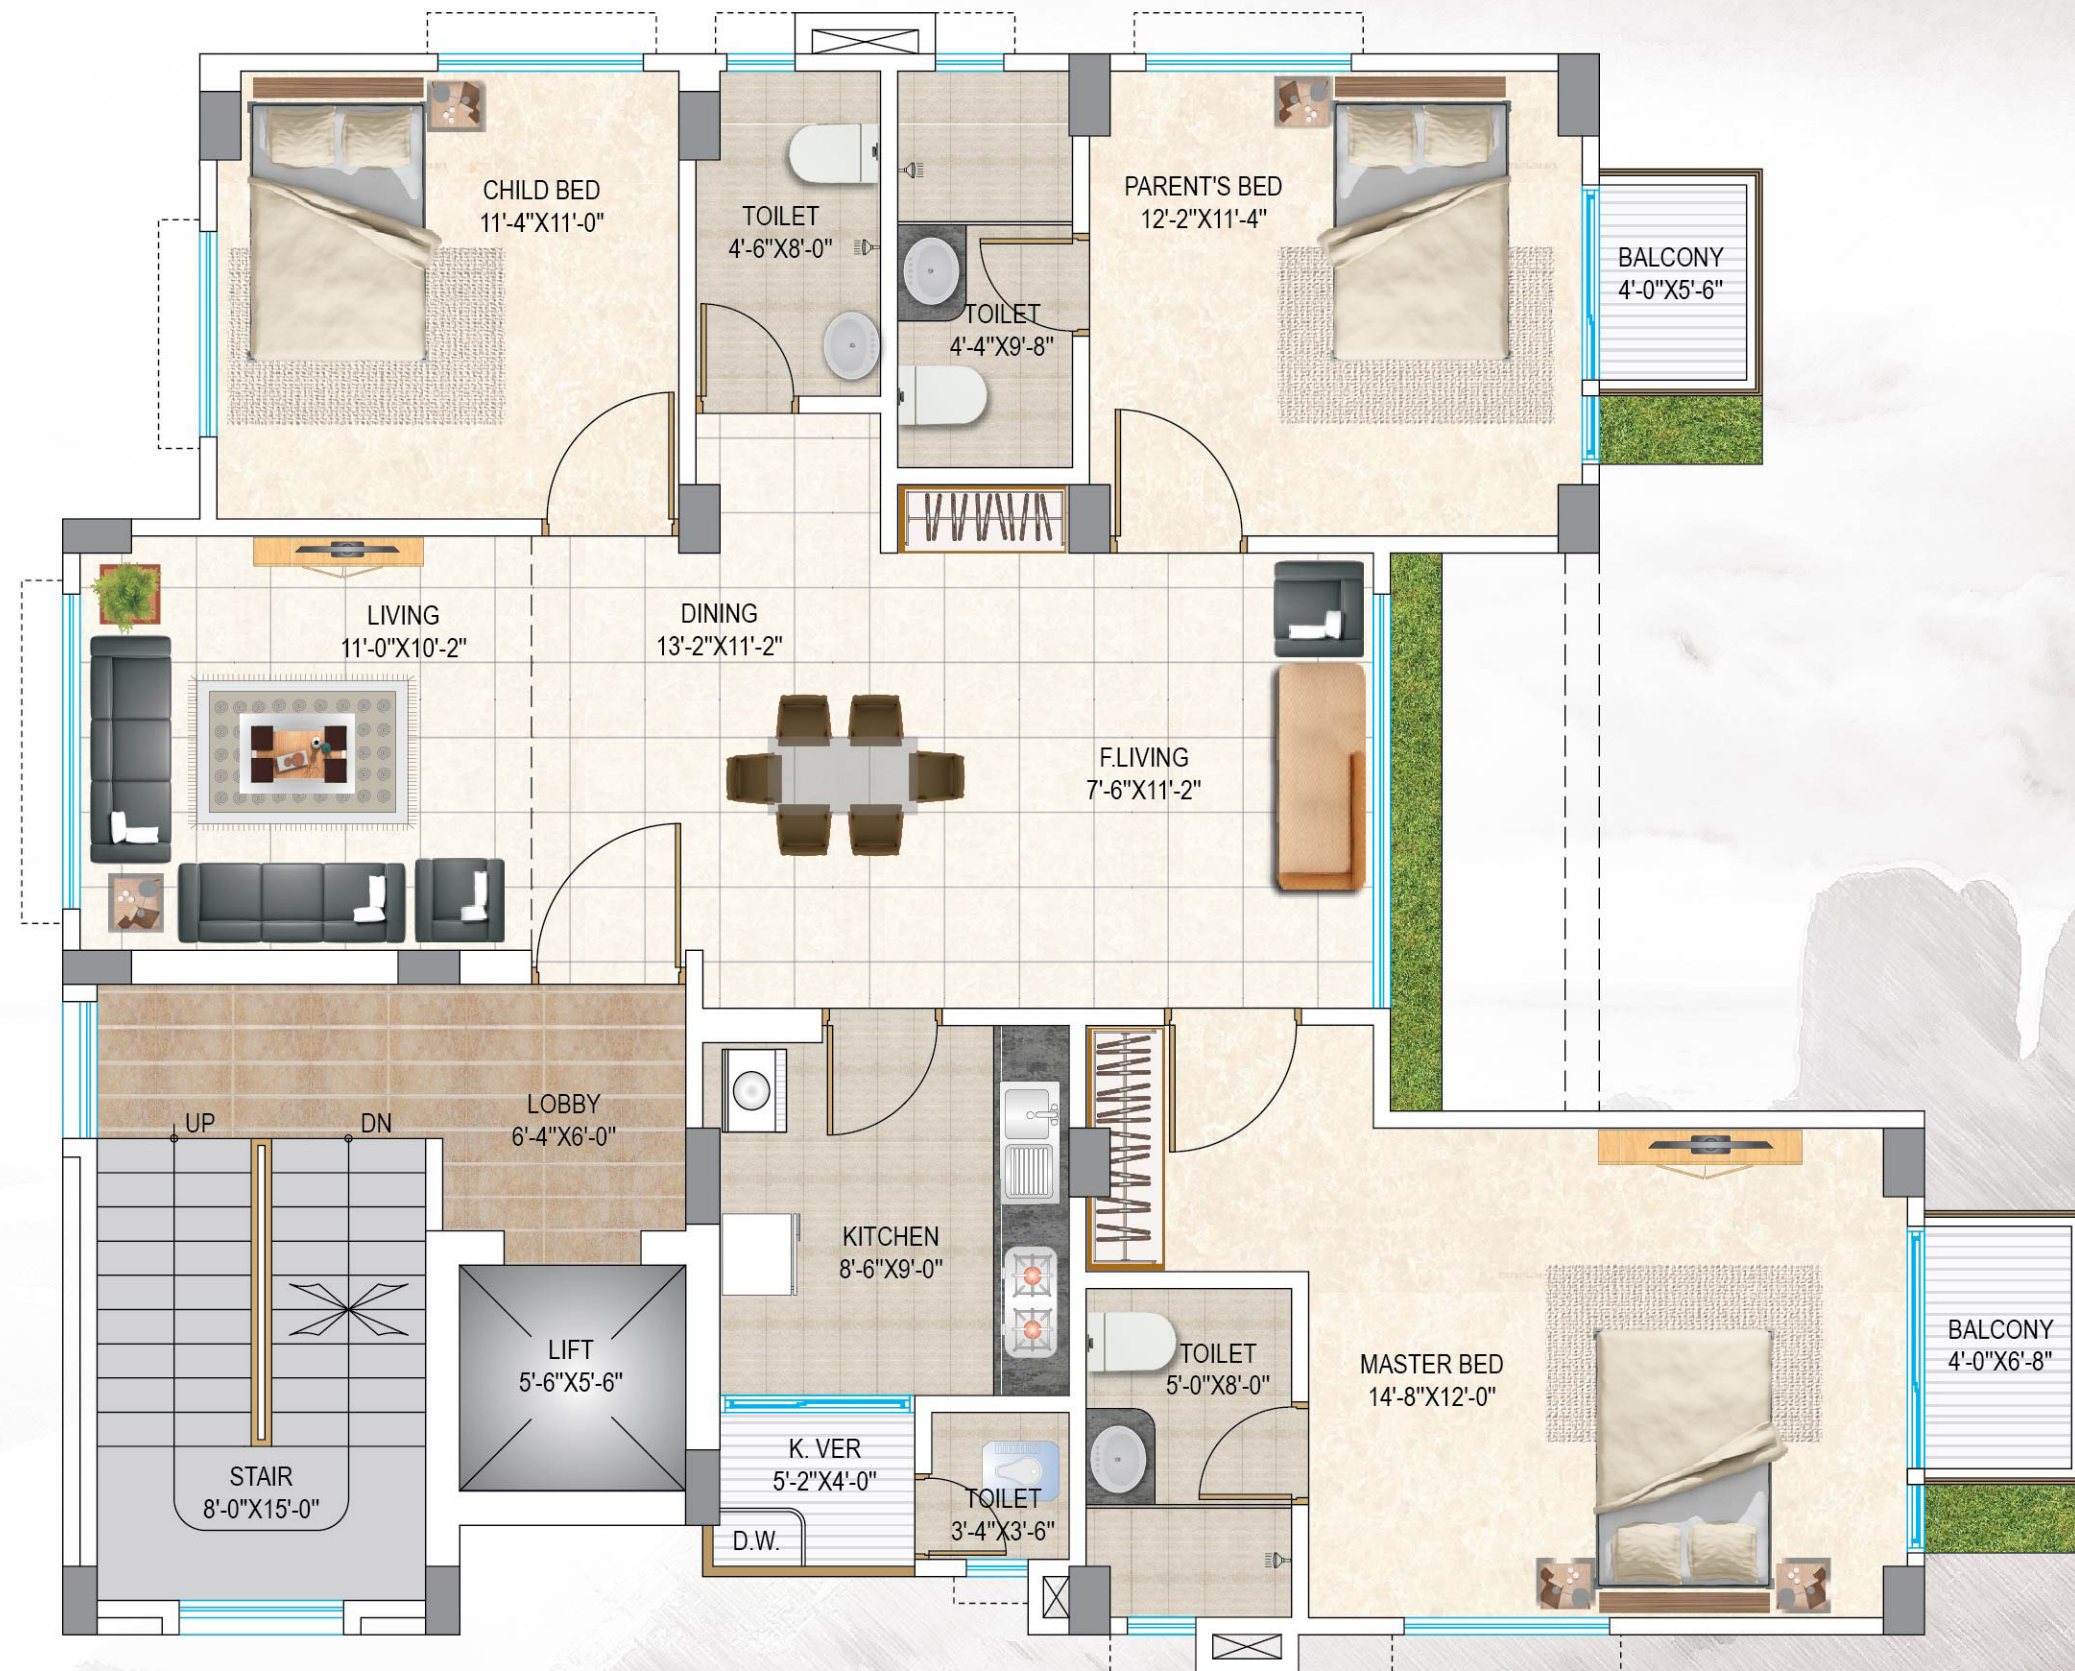 CHILD BED
11'-4"X11'-0"
TOILET
4'-6"X8'-0"
TOILET
4'-4"X9'-8"
PARENT'S BED
12'-2"X11'-4"
BALCONY
4'-0"X5'-6"
LIVING
11'-0"X10'-2"
DINING
13'-2"X11'-2"
F.LIVING
7'-6"X11'-2"
UP
DN
LOBBY
6'-4"X6'-0"
KITCHEN
8'-6"X9'-0"
LIFT
5'-6"X5'-6"
STAIR
8'-0"X15'-0"
K. VER
5'-2"X4'-0"
D.W.
TOILET
3'-4"X3'-6"
TOILET
5'-0"X8'-0"
MASTER BED
14'-8"X12'-0"
BALCONY
4'-0"X6'-8"